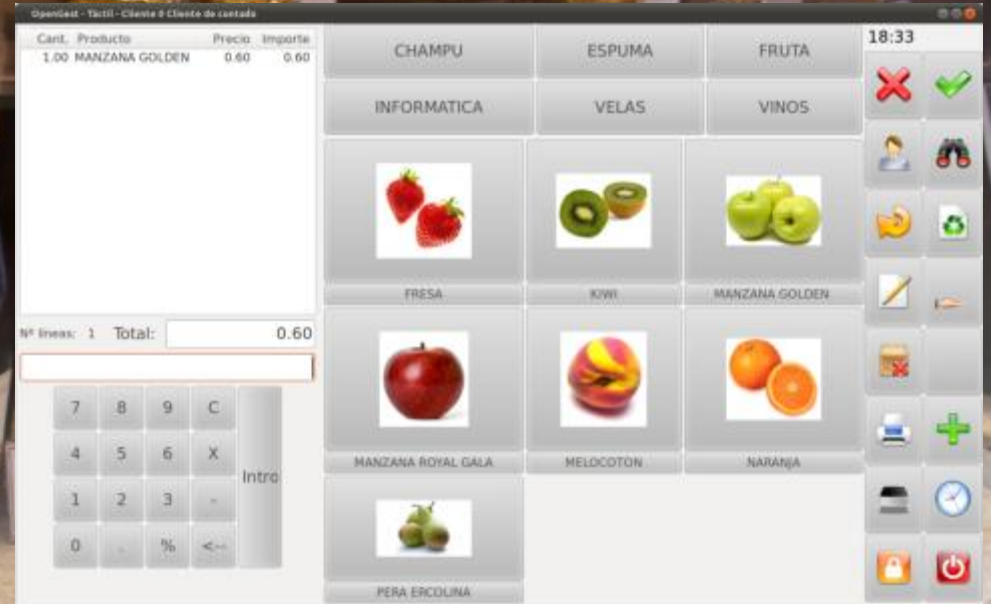 OpenGest - Táctil - Cliente 0 Cliente de contado
Cant. Producto Precio Importe
1.00 MANZANA GOLDEN 0.60 0.60
Nº líneas: 1 Total: 0.60
7 8 9 C
4 5 6 X
Intro
1 2 3 -
0 . % <--
CHAMPU ESPUMA FRUTA
INFORMATICA VELAS VINOS
FRESA KIWI MANZANA GOLDEN
MANZANA ROYAL GALA MELOCOTON NARANJA
PERA ERCOLINA
18:33